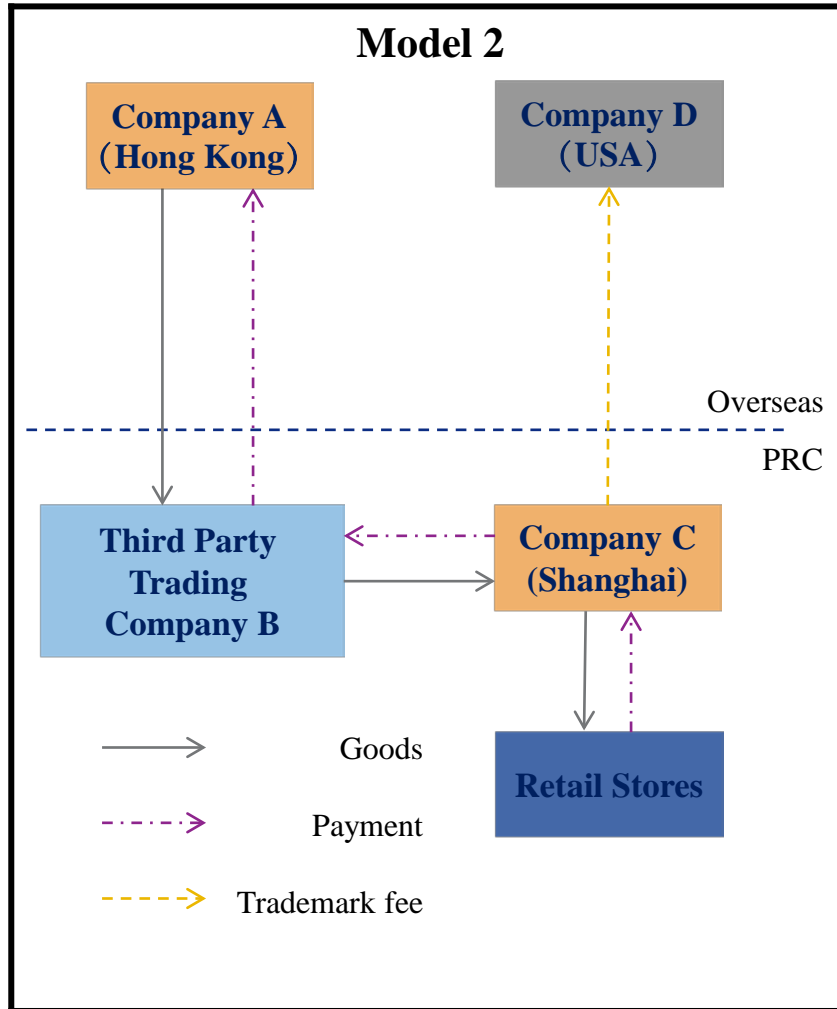 Model 2
Company A
（Hong Kong）
Company D
（USA）
Overseas
PRC
Third Party
Trading
Company B
Company C
(Shanghai)
Goods
Retail Stores
Payment
Trademark fee